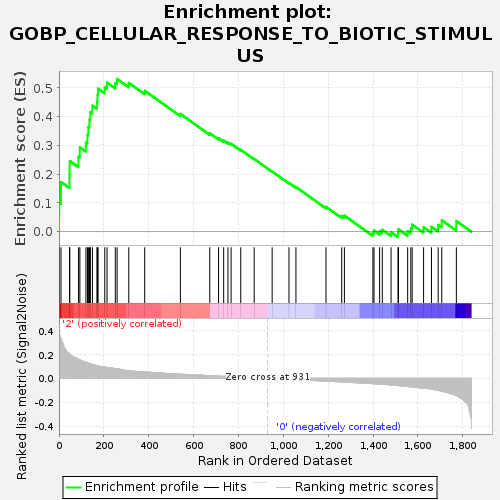 Enrichment plot:
GOBP_CELLULAR_RESPONSE_TO_BIOTIC_STIMUL
US
Enrichment score (ES)
0.5
0.4
0.3
0.2
0.1
0.0
'2' (positively correlated)
Ranked list metric (Signal2Noise)
0.4
0.2
0.0
-0.2
-0.4
Zero cross at 931
'0' (negatively correlated)
0 200 400 600 800 1,000 1,200 1,400 1,600 1,800
Rank in Ordered Dataset
Enrichment profile Hits Ranking metric scores